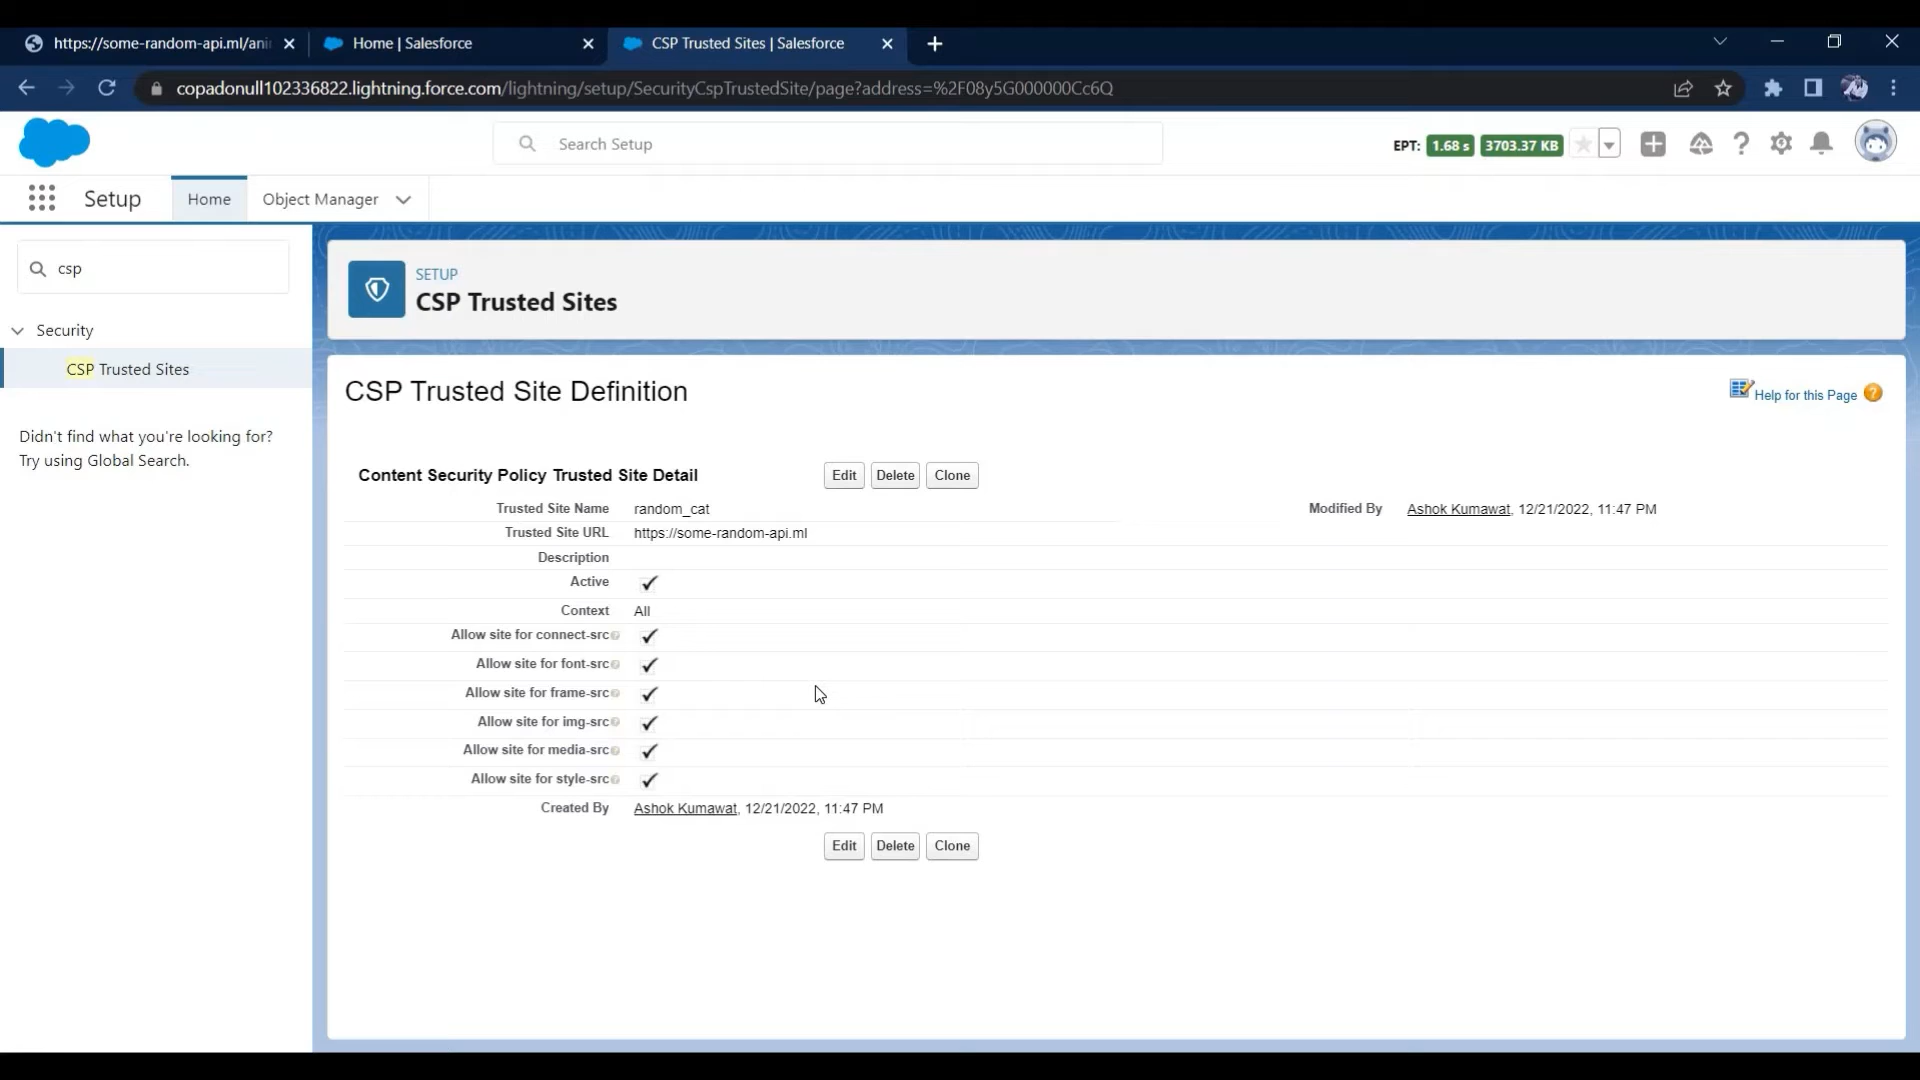 https://some-random-api.ml/ani
Home | Salesforce
CSP Trusted Sites | Salesforce
copadonull102336822.lightning.force.com/lightning/setup/SecurityCspTrustedSite/page?address=%2F08y5G000000Cc6Q
Search Setup
EPT: 1.68 s 3703.37 KB
Setup Home Object Manager
csp
Security
CSP Trusted Sites
Didn't find what you're looking for?
Try using Global Search.
SETUP
CSP Trusted Sites
CSP Trusted Site Definition
Help for this Page ?
Content Security Policy Trusted Site Detail Edit Delete Clone
Trusted Site Name random_cat Modified By Ashok Kumawat, 12/21/2022, 11:47 PM
Trusted Site URL https://some-random-api.ml
Description
Active
Context All
Allow site for connect-src
Allow site for font-src
Allow site for frame-src
Allow site for img-src
Allow site for media-src
Allow site for style-src
Created By Ashok Kumawat, 12/21/2022, 11:47 PM
Edit Delete Clone